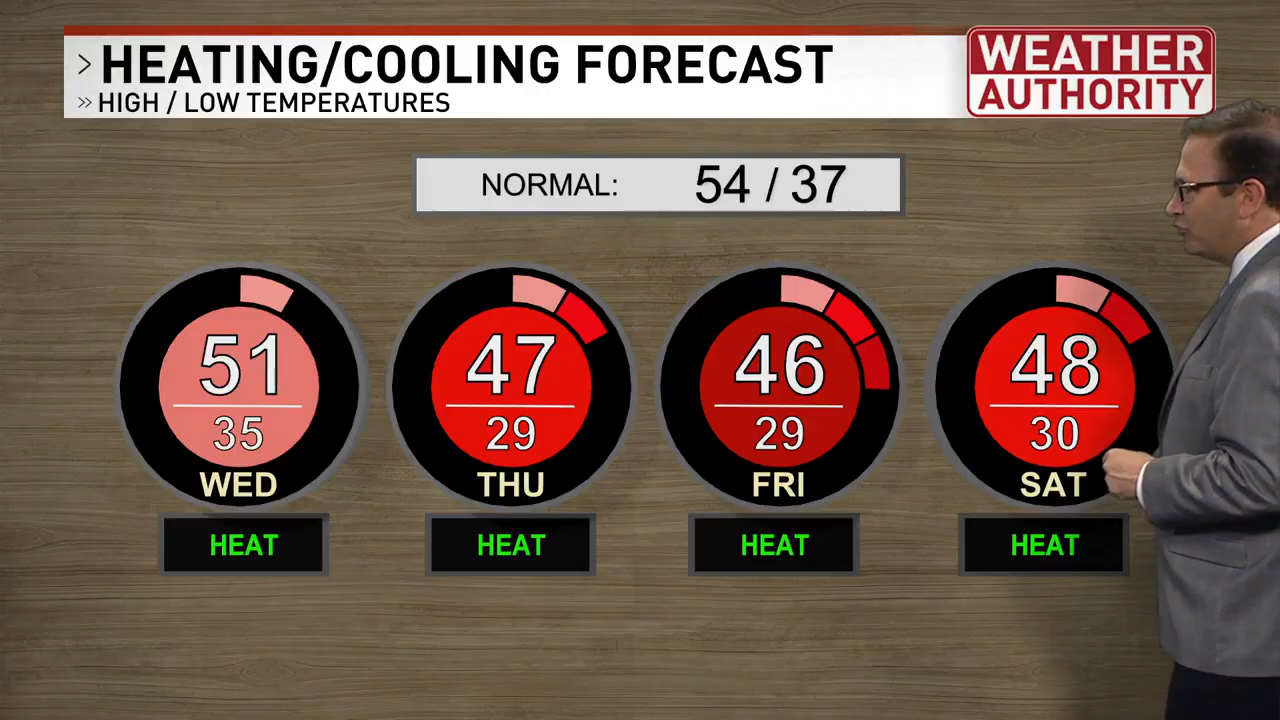 > HEATING/COOLING FORECAST
» HIGH / LOW TEMPERATURES
WEATHER
AUTHORITY
NORMAL: 54 / 37
51
35
WED
HEAT
47
29
THU
HEAT
46
29
FRI
HEAT
48
30
SAT
HEAT